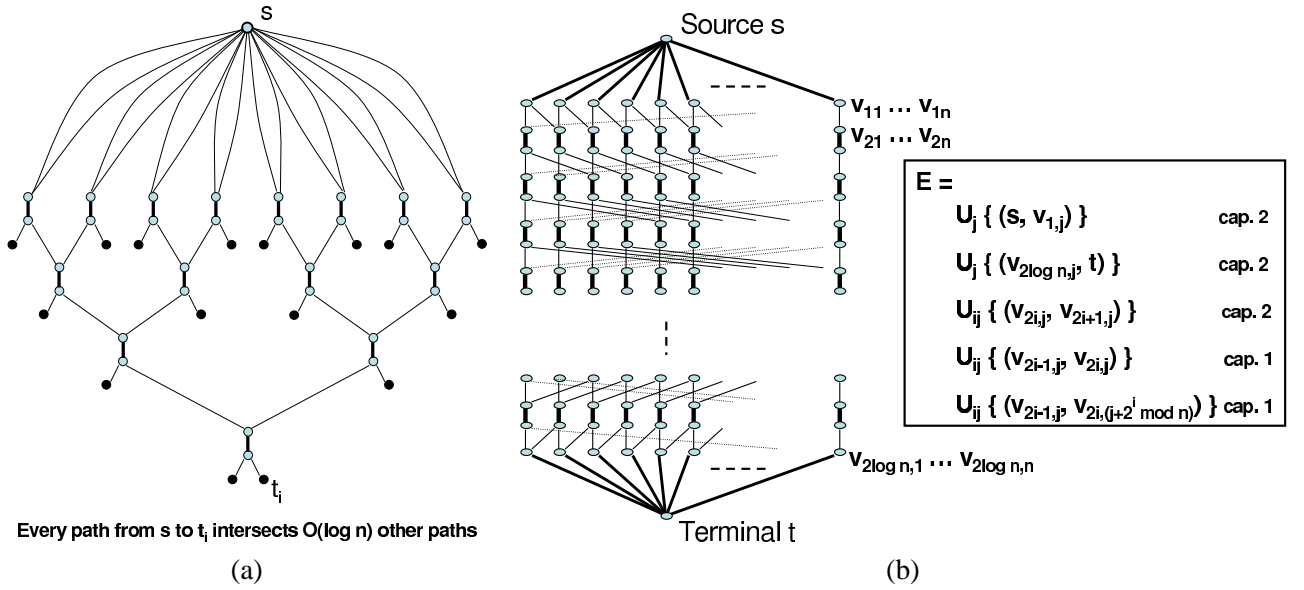 s
t_i
Every path from s to t_i intersects O(log n) other paths
(a)
Source s
v_11 ... v_1n
v_21 ... v_2n
v_2log n,1 ... v_2log n,n
Terminal t
E =
U_j { (s, v_1,j) } cap. 2
U_j { (v_2log n,j, t) } cap. 2
U_ij { (v_2i,j, v_2i+1,j) } cap. 2
U_ij { (v_2i-1,j, v_2i,j) } cap. 1
U_ij { (v_2i-1,j, v_2i,(j+2^i mod n)) } cap. 1
(b)